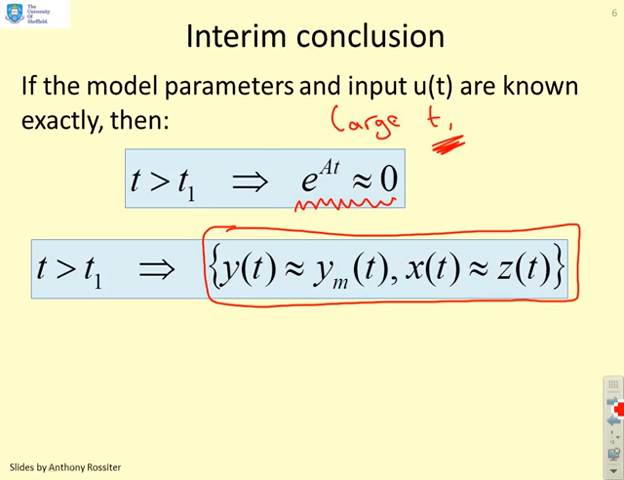 The
University
Of
Sheffield.
6
Interim conclusion
If the model parameters and input u(t) are known
exactly, then:
large t₁
t > t₁ ⇒ e^{At} ≈ 0
t > t₁ ⇒ {y(t) ≈ yₘ(t), x(t) ≈ z(t)}
Slides by Anthony Rossiter